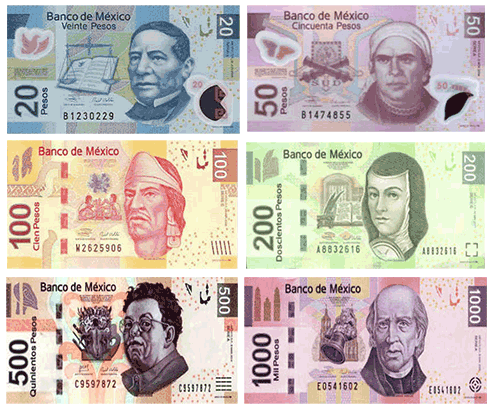 Banco de México
Veinte Pesos
20
20
20
Pesos
B1230229
Banco de México
Cincuenta Pesos
50
50
50
Pesos
SUD
B1474855
Banco de México
100
100
Cien Pesos
W2625906
Banco de México
200
200
Doscientos Pesos
A8832616
A8832616
Banco de México
500
500
Quinientos Pesos
C9597872
C9597872
Banco de México
1000
1000
Mil Pesos
E0541602
E0541602